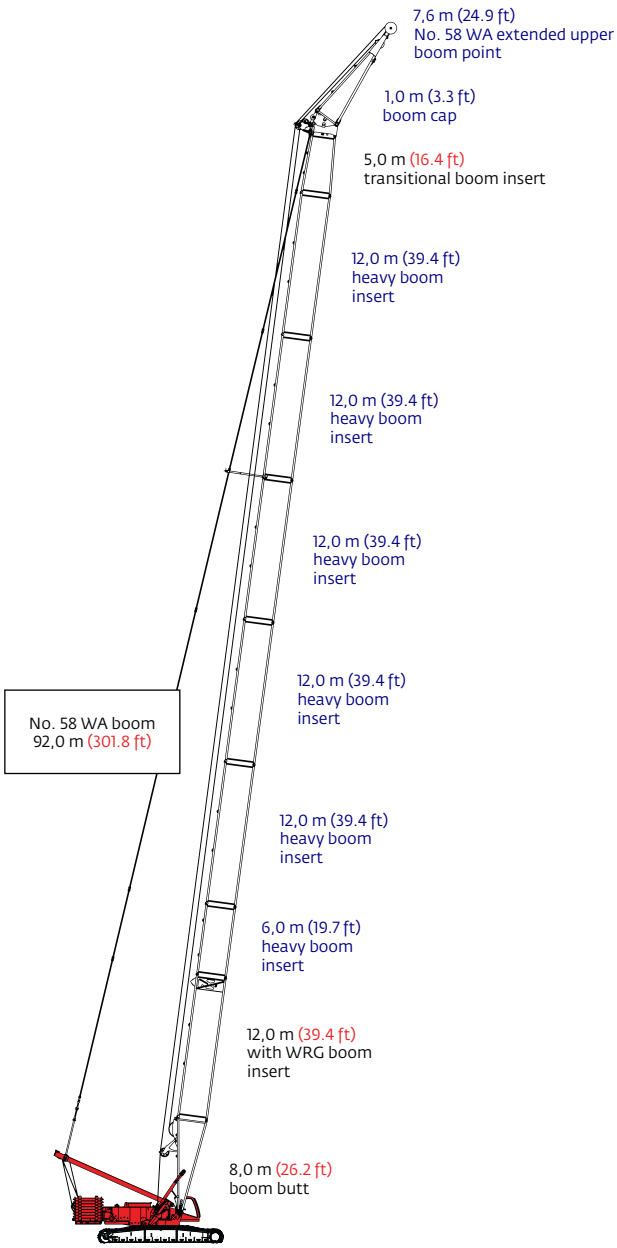 7,6 m (24.9 ft)
No. 58 WA extended upper
boom point
1,0 m (3.3 ft)
boom cap
5,0 m (16.4 ft)
transitional boom insert
12,0 m (39.4 ft)
heavy boom
insert
12,0 m (39.4 ft)
heavy boom
insert
12,0 m (39.4 ft)
heavy boom
insert
12,0 m (39.4 ft)
heavy boom
insert
No. 58 WA boom
92,0 m (301.8 ft)
12,0 m (39.4 ft)
heavy boom
insert
6,0 m (19.7 ft)
heavy boom
insert
12,0 m (39.4 ft)
with WRG boom
insert
8,0 m (26.2 ft)
boom butt